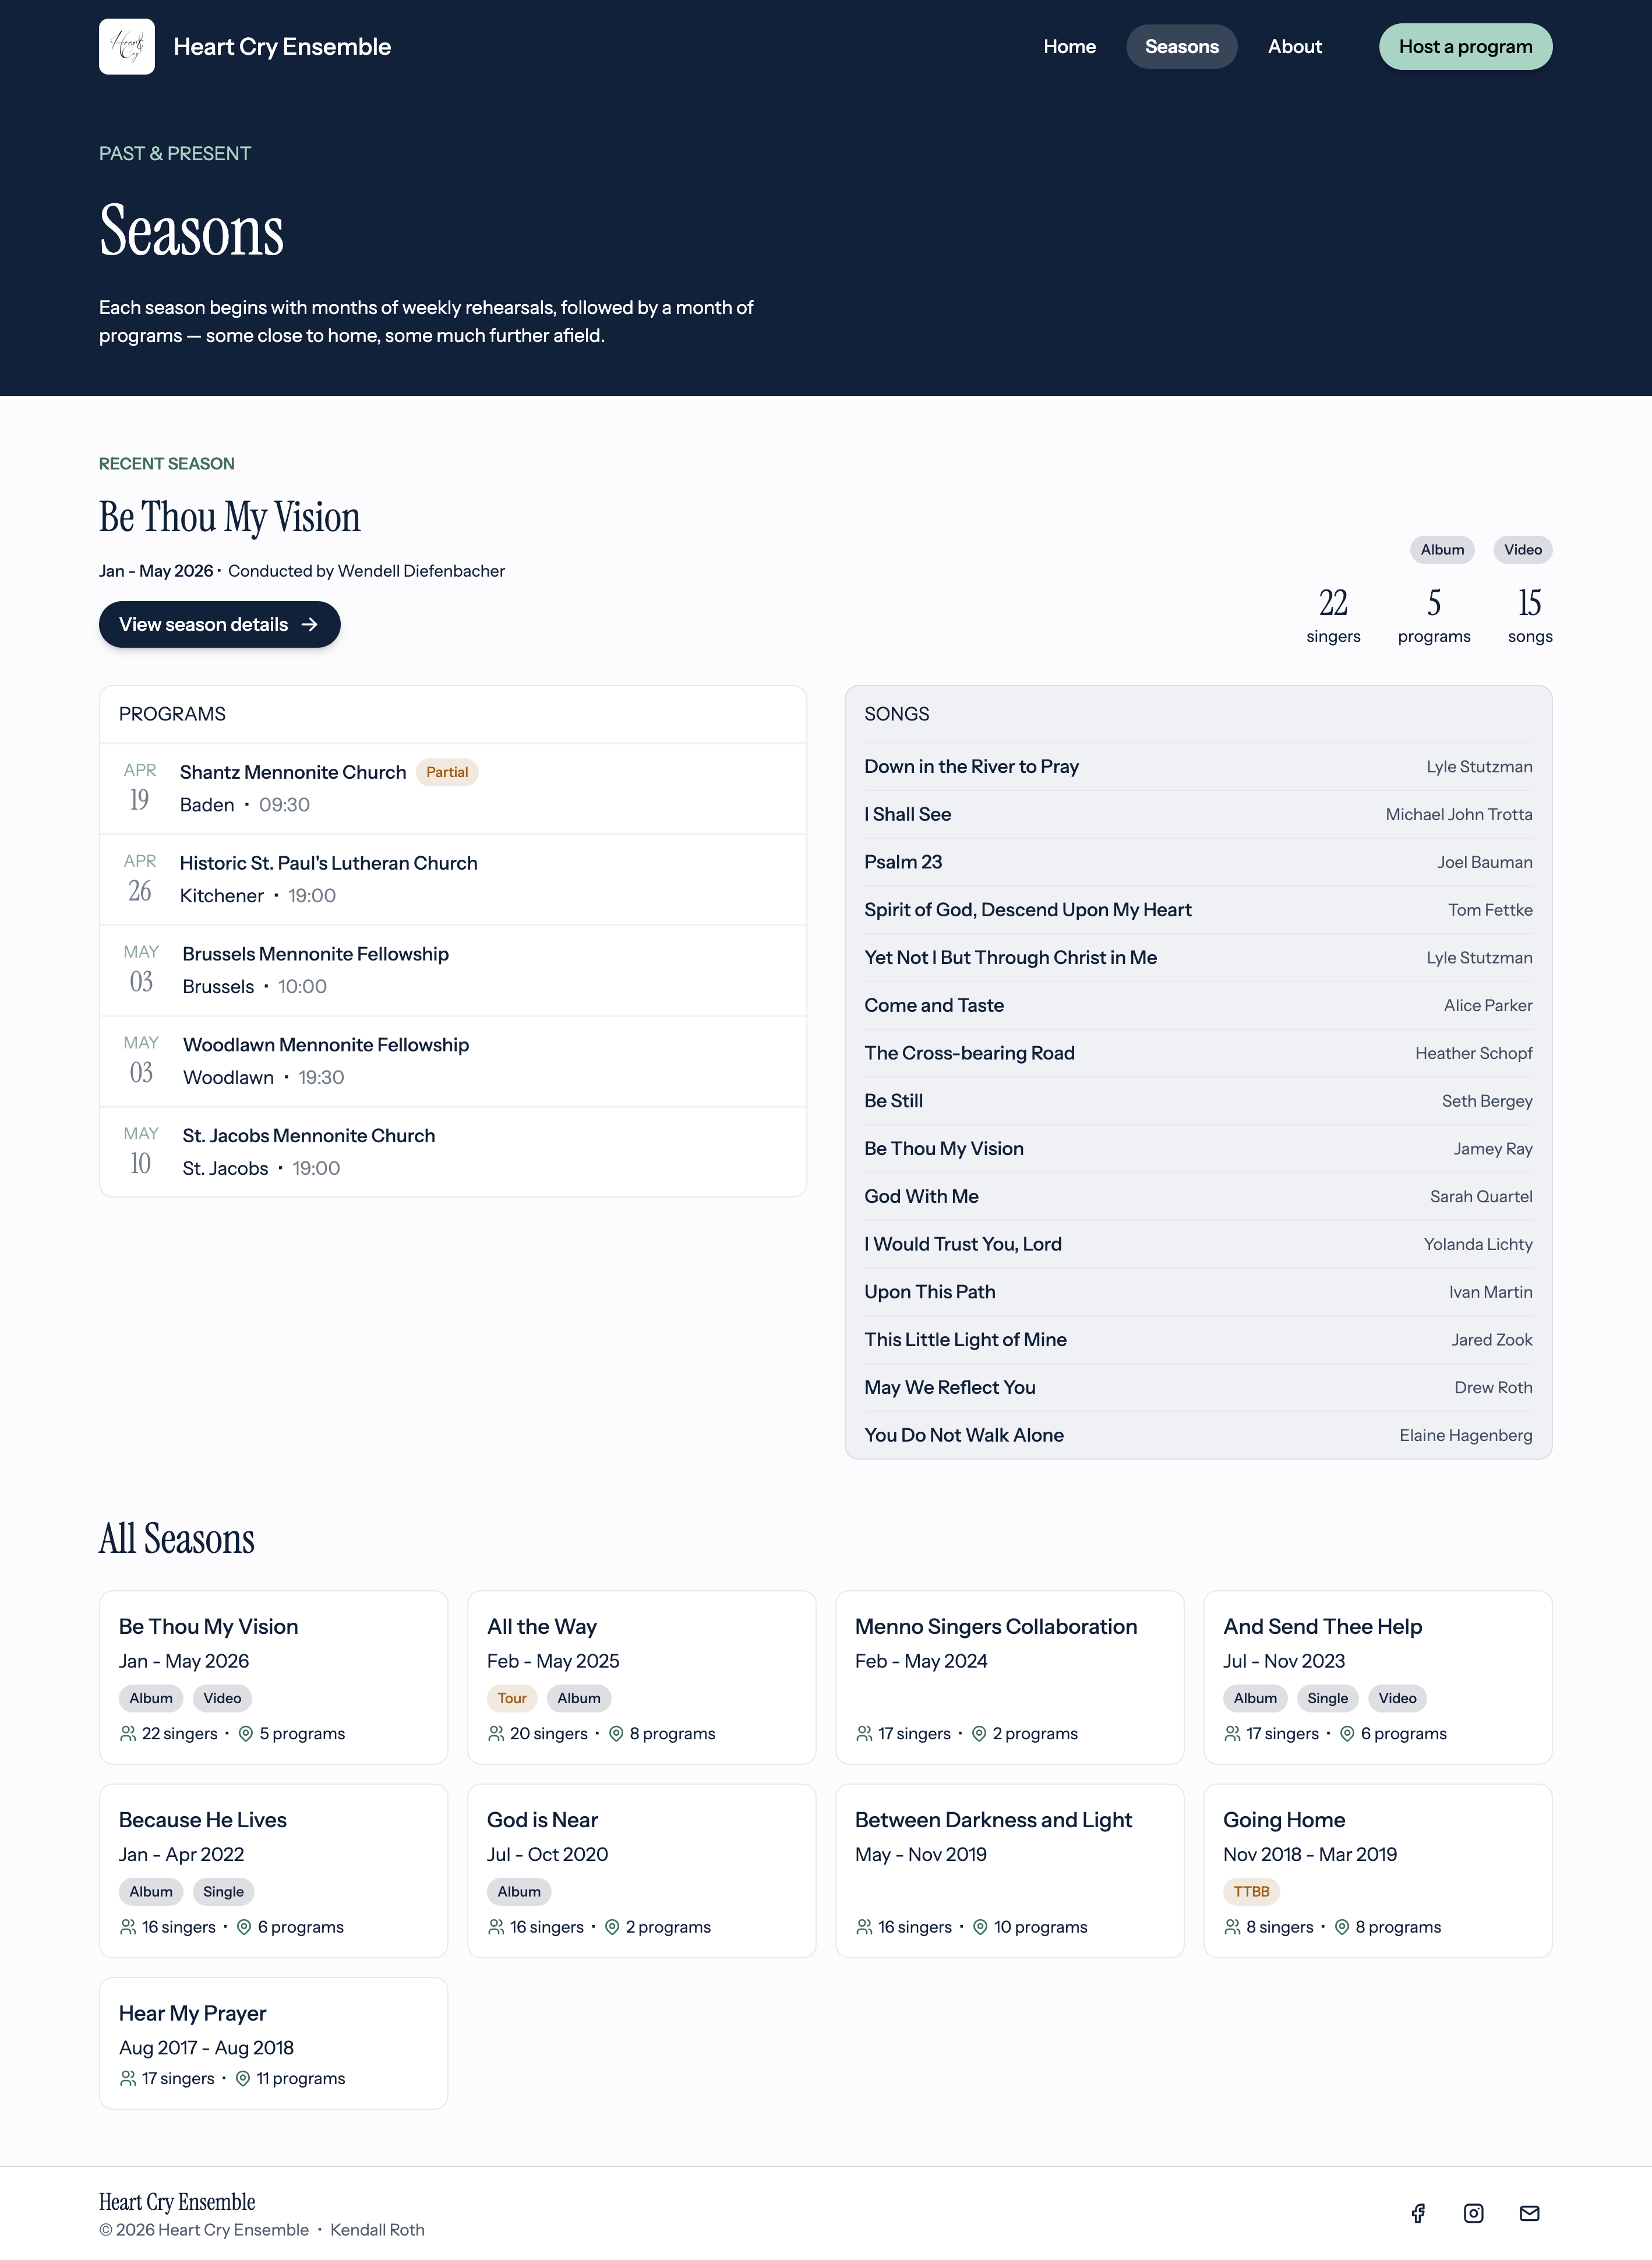 Heart Cry
Heart Cry Ensemble
Home
Seasons
About
Host a program
PAST & PRESENT
Seasons
Each season begins with months of weekly rehearsals, followed by a month of
programs — some close to home, some much further afield.
RECENT SEASON
Be Thou My Vision
Jan - May 2026 • Conducted by Wendell Diefenbacher
View season details
Album
Video
22 singers
5 programs
15 songs
PROGRAMS
APR 19
Shantz Mennonite Church Partial
Baden • 09:30
APR 26
Historic St. Paul's Lutheran Church
Kitchener • 19:00
MAY 03
Brussels Mennonite Fellowship
Brussels • 10:00
MAY 03
Woodlawn Mennonite Fellowship
Woodlawn • 19:30
MAY 10
St. Jacobs Mennonite Church
St. Jacobs • 19:00
SONGS
Down in the River to Pray Lyle Stutzman
I Shall See Michael John Trotta
Psalm 23 Joel Bauman
Spirit of God, Descend Upon My Heart Tom Fettke
Yet Not I But Through Christ in Me Lyle Stutzman
Come and Taste Alice Parker
The Cross-bearing Road Heather Schopf
Be Still Seth Bergey
Be Thou My Vision Jamey Ray
God With Me Sarah Quartel
I Would Trust You, Lord Yolanda Lichty
Upon This Path Ivan Martin
This Little Light of Mine Jared Zook
May We Reflect You Drew Roth
You Do Not Walk Alone Elaine Hagenberg
All Seasons
Be Thou My Vision
Jan - May 2026
Album Video
22 singers • 5 programs
All the Way
Feb - May 2025
Tour Album
20 singers • 8 programs
Menno Singers Collaboration
Feb - May 2024
17 singers • 2 programs
And Send Thee Help
Jul - Nov 2023
Album Single Video
17 singers • 6 programs
Because He Lives
Jan - Apr 2022
Album Single
16 singers • 6 programs
God is Near
Jul - Oct 2020
Album
16 singers • 2 programs
Between Darkness and Light
May - Nov 2019
16 singers • 10 programs
Going Home
Nov 2018 - Mar 2019
TTBB
8 singers • 8 programs
Hear My Prayer
Aug 2017 - Aug 2018
17 singers • 11 programs
Heart Cry Ensemble
© 2026 Heart Cry Ensemble • Kendall Roth